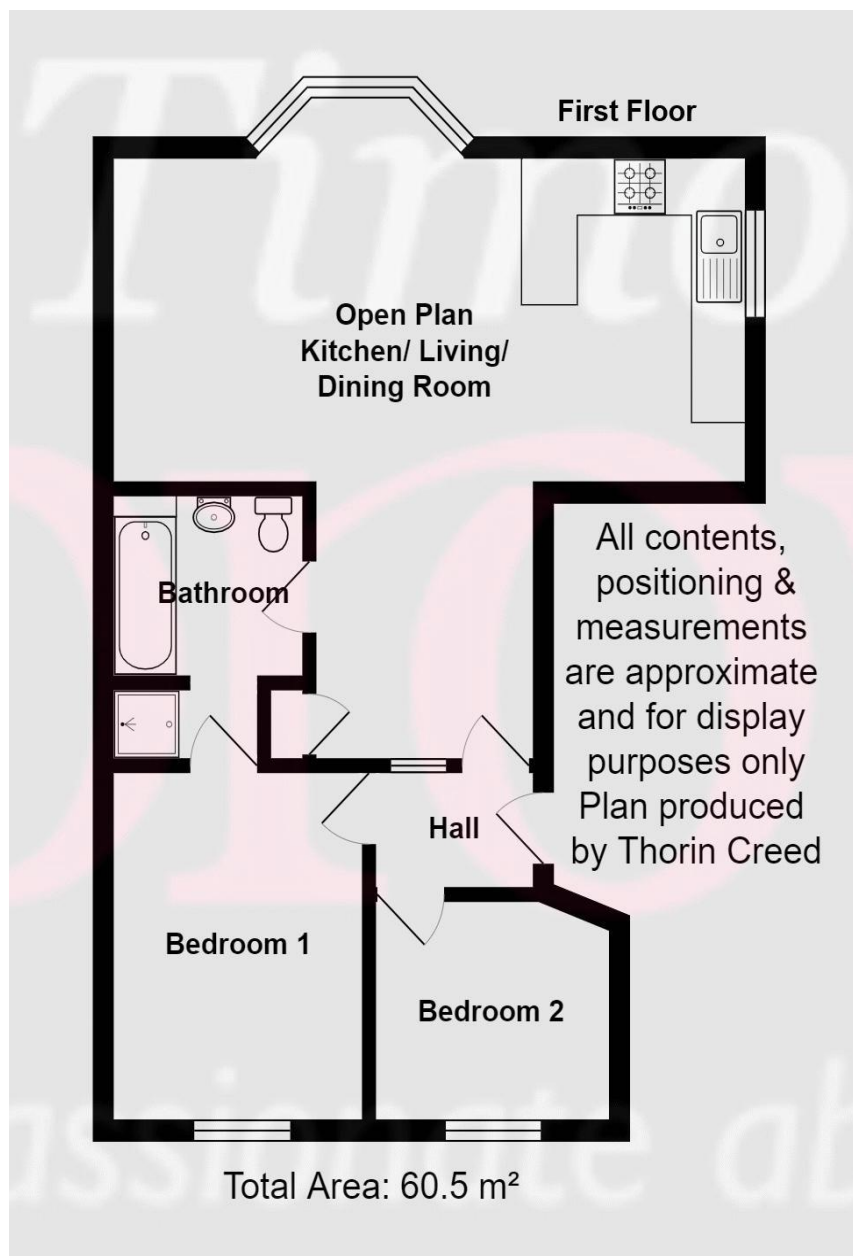 First Floor
Open Plan
Kitchen/ Living/
Dining Room
Bathroom
All contents,
positioning &
measurements
are approximate
and for display
purposes only
Plan produced
by Thorin Creed
Hall
Bedroom 1
Bedroom 2
Total Area: 60.5 m²